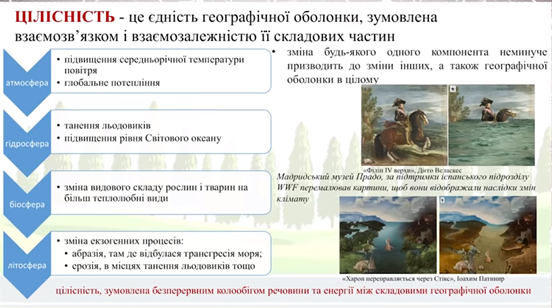 ЦІЛІСНІСТЬ - це єдність географічної оболонки, зумовлена
взаємозв’язком і взаємозалежністю її складових частин
атмосфера
• підвищення середньорічної температури
повітря
• глобальне потепління
гідросфера
• танення льодовиків
• підвищення рівня Світового океану
біосфера
• зміна видового складу рослин і тварин на
більш теплолюбні види
літосфера
• зміна екзогенних процесів:
• абразія, там де відбулася трансгресія моря;
• ерозія, в місцях танення льодовиків тощо
• зміна будь-якого одного компонента неминуче
призводить до зміни інших, а також географічної
оболонки в цілому
«Філіп IV верхи», Дієго Веласкес
Мадридський музей Прадо, за підтримки іспанського підрозділу
WWF перемалював картини, щоб вони відображали наслідки змін
клімату
«Харон переправляється через Стікс», Іоахим Патинир
цілісність, зумовлена безперервним колообігом речовини та енергії між складовими географічної оболонки